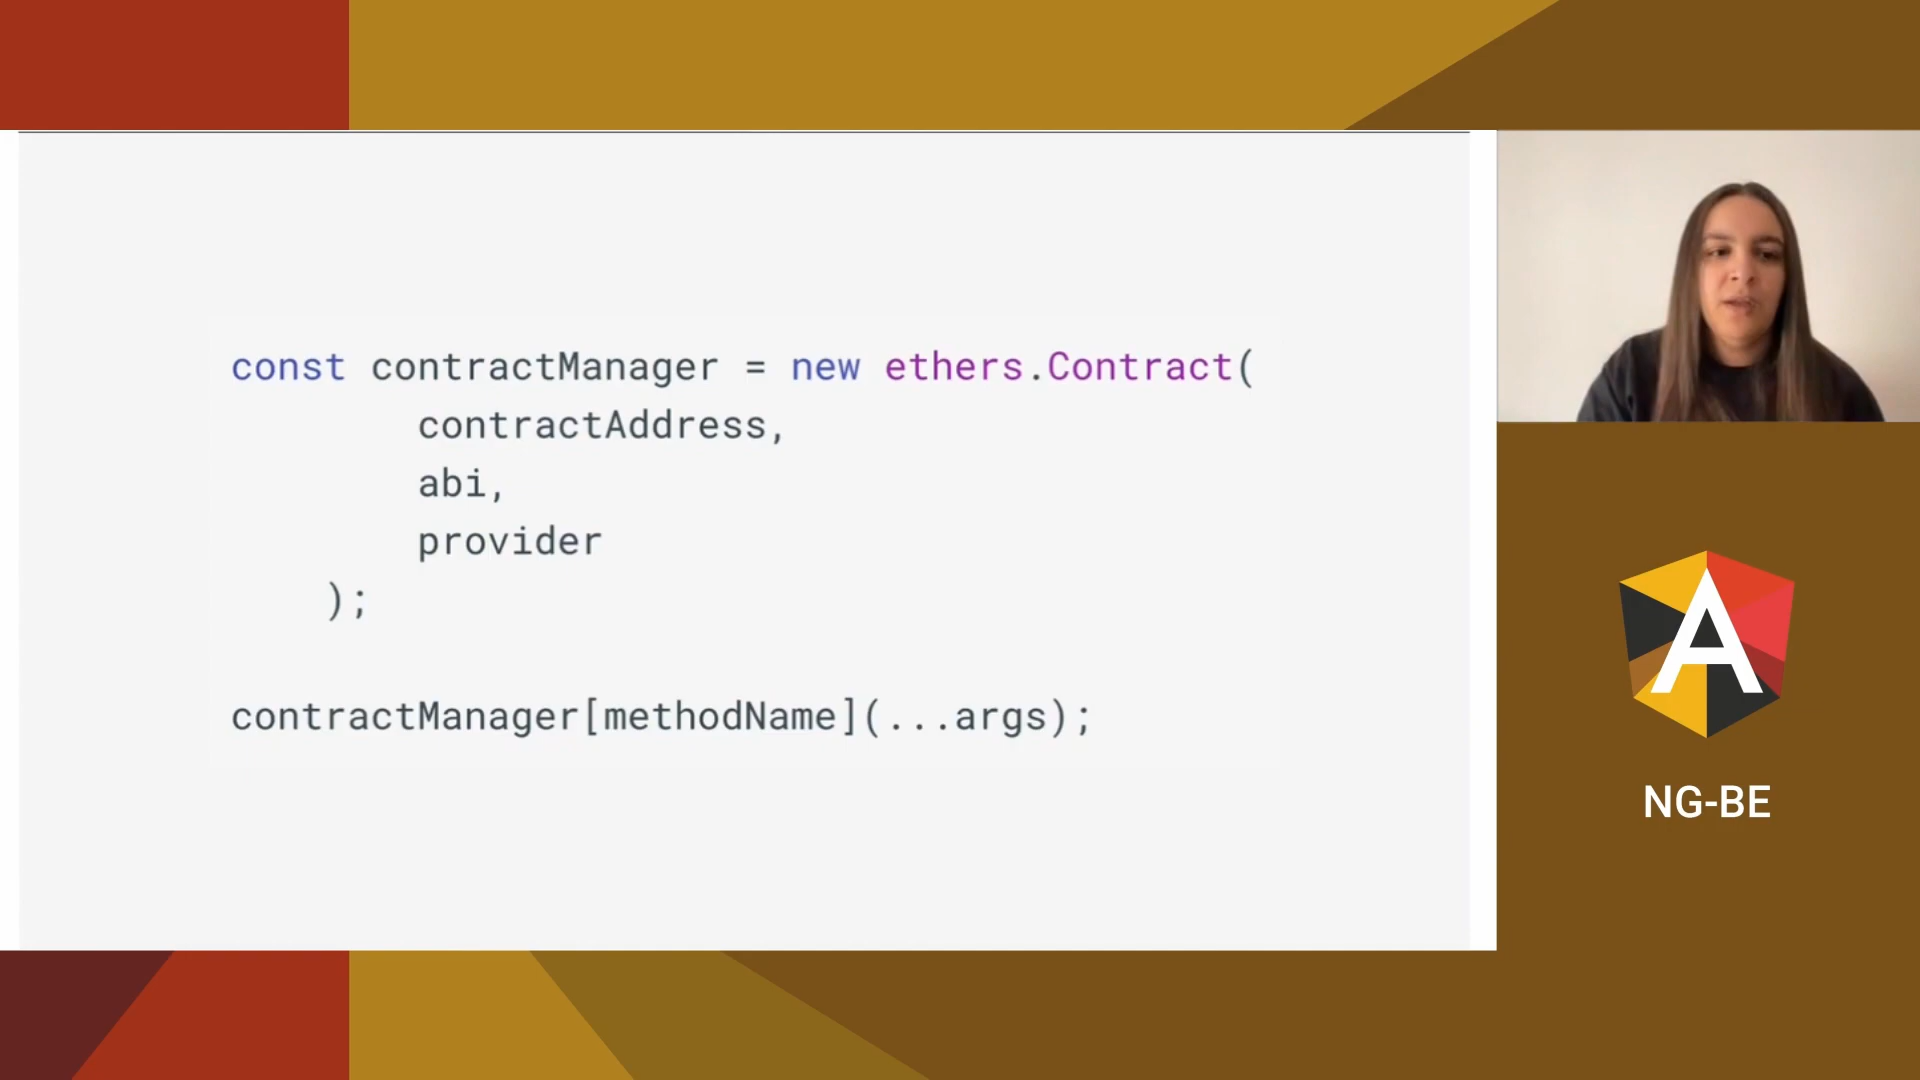 const contractManager = new ethers.Contract(
contractAddress,
abi,
provider
);
contractManager[methodName](...args);
A
NG-BE